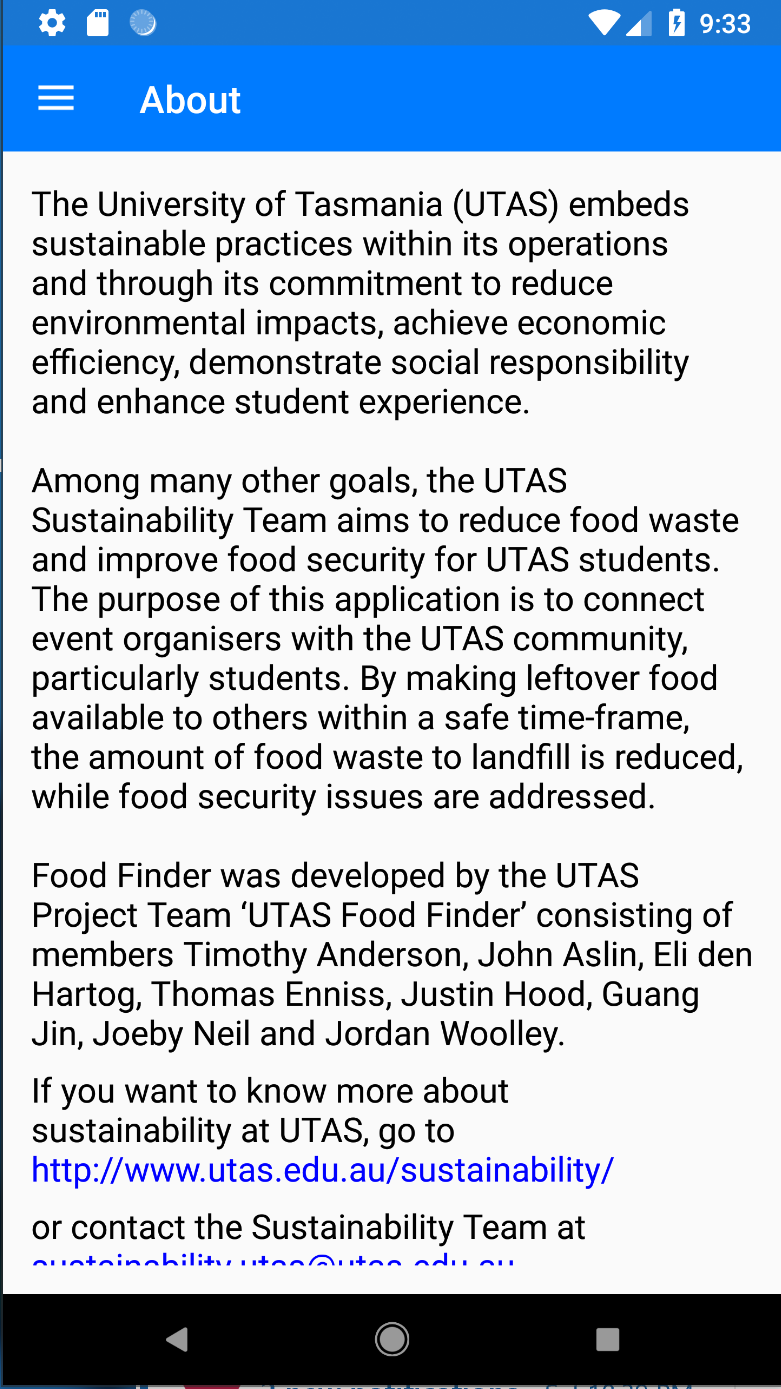 9:33
About
The University of Tasmania (UTAS) embeds
sustainable practices within its operations
and through its commitment to reduce
environmental impacts, achieve economic
efficiency, demonstrate social responsibility
and enhance student experience.
Among many other goals, the UTAS
Sustainability Team aims to reduce food waste
and improve food security for UTAS students.
The purpose of this application is to connect
event organisers with the UTAS community,
particularly students. By making leftover food
available to others within a safe time-frame,
the amount of food waste to landfill is reduced,
while food security issues are addressed.
Food Finder was developed by the UTAS
Project Team ‘UTAS Food Finder’ consisting of
members Timothy Anderson, John Aslin, Eli den
Hartog, Thomas Enniss, Justin Hood, Guang
Jin, Joeby Neil and Jordan Woolley.
If you want to know more about
sustainability at UTAS, go to
http://www.utas.edu.au/sustainability/
or contact the Sustainability Team at
sustainability.utas@utas.edu.au